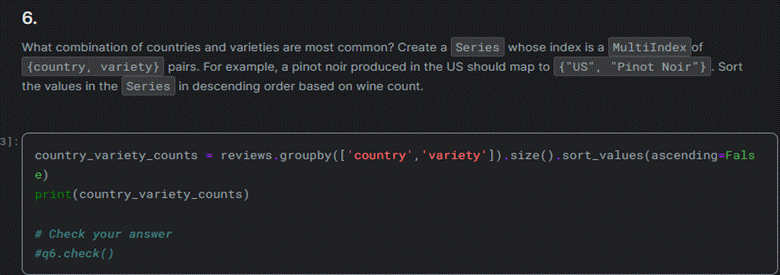 6.
What combination of countries and varieties are most common? Create a Series whose index is a MultiIndex of
{country, variety} pairs. For example, a pinot noir produced in the US should map to {"US", "Pinot Noir"}. Sort
the values in the Series in descending order based on wine count.
3]:
country_variety_counts = reviews.groupby(['country','variety']).size().sort_values(ascending=Fals
e)
print(country_variety_counts)
# Check your answer
#q6.check()